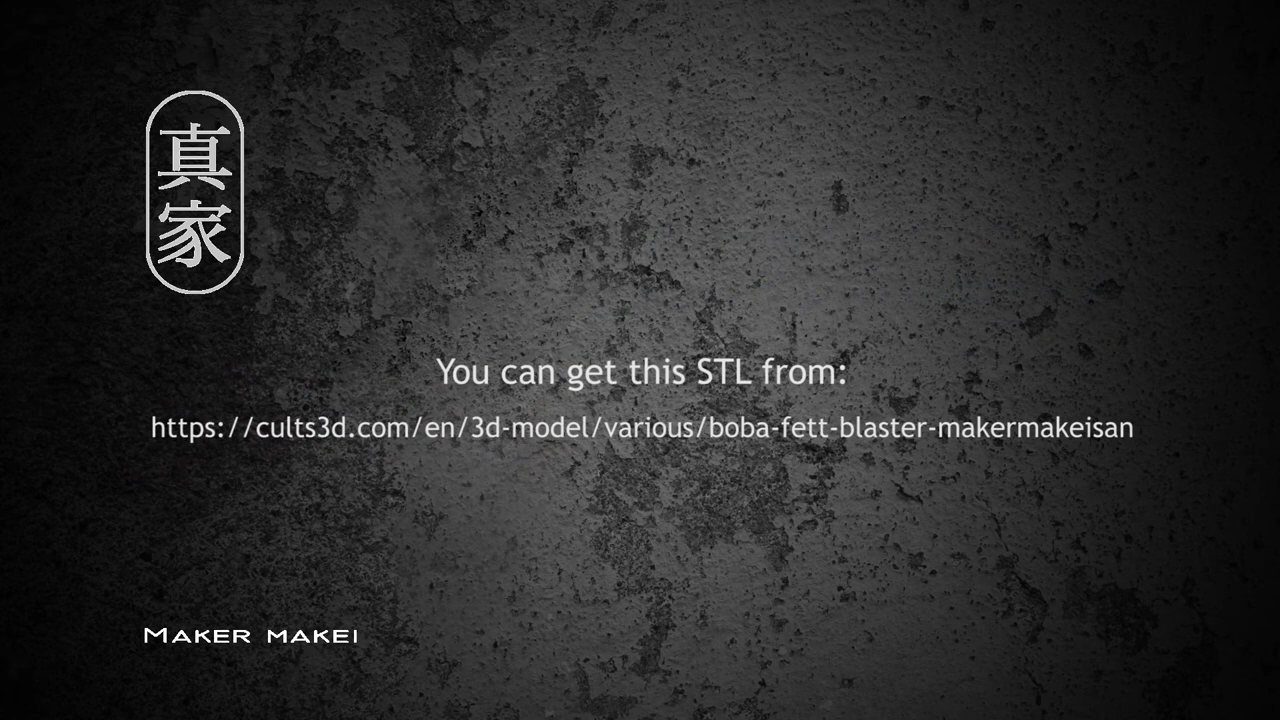 真家
You can get this STL from:
https://cults3d.com/en/3d-model/various/boba-fett-blaster-makermakeisan
MAKER MAKEI